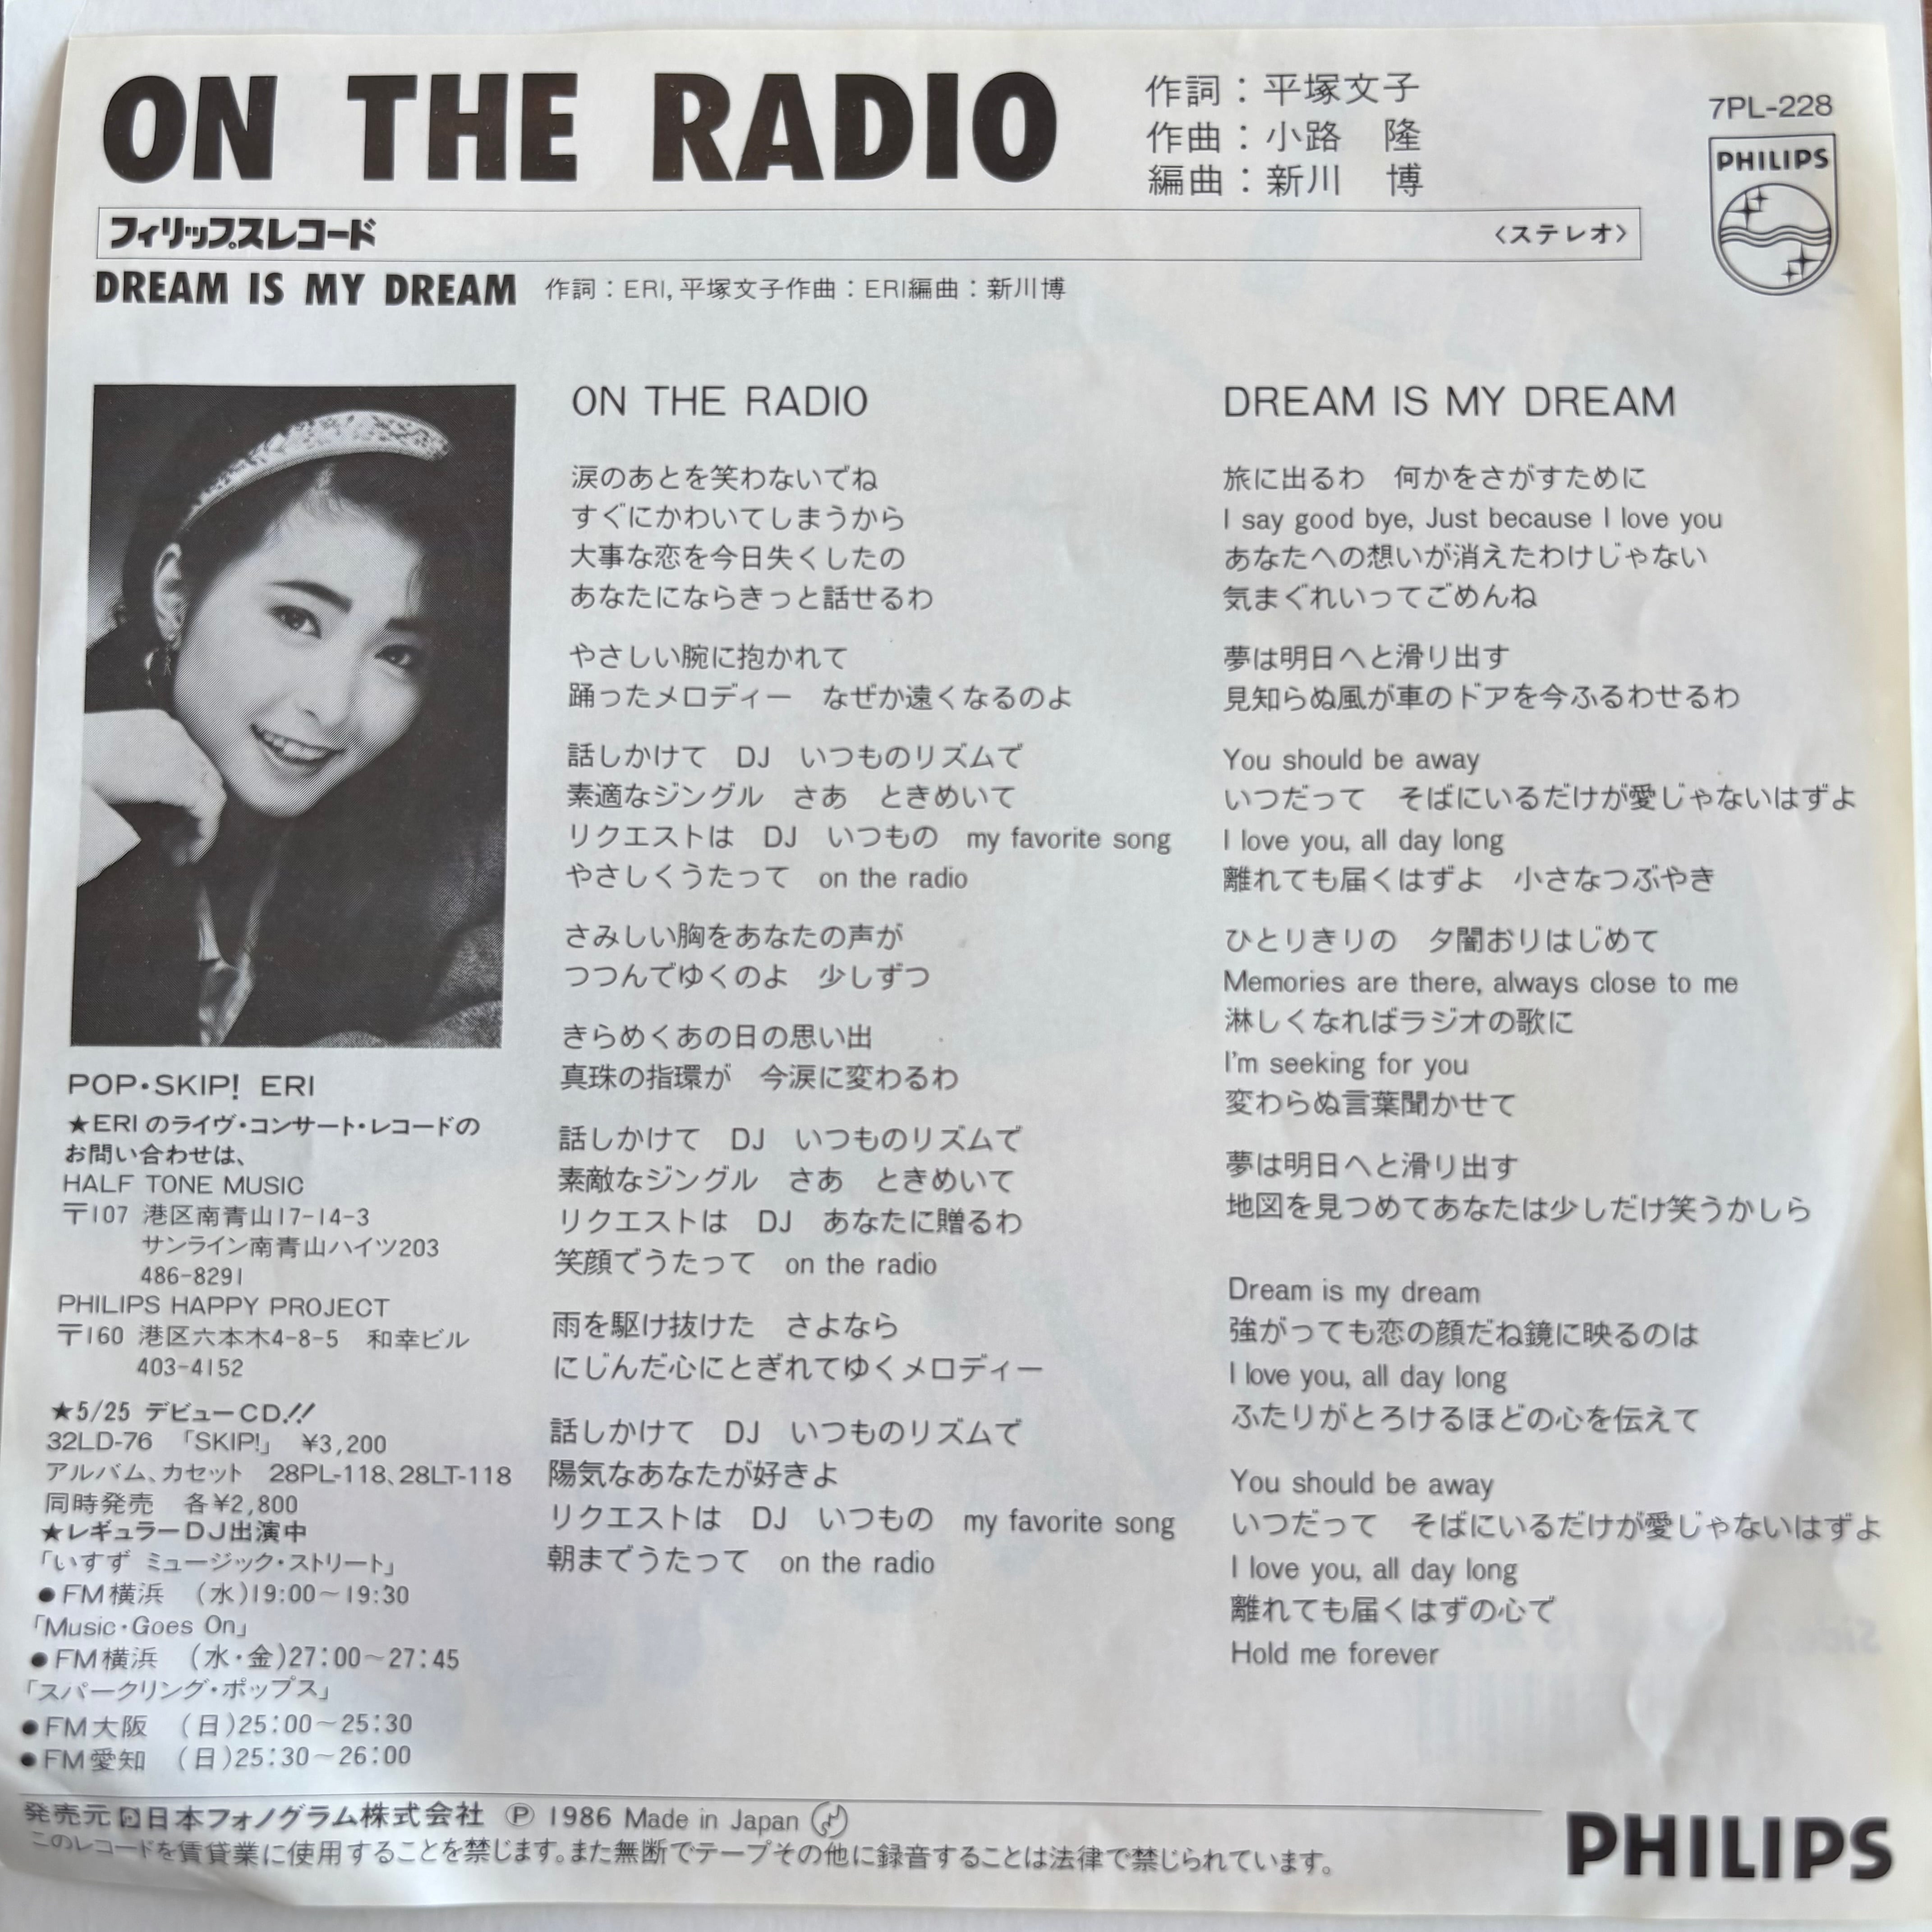 ON THE RADIO
作詞：平塚文子
作曲：小路　隆
編曲：新川　博
7PL-228
PHILIPS
フィリップスレコード
〈ステレオ〉
DREAM IS MY DREAM 作詞：ERI, 平塚文子作曲：ERI編曲：新川博
POP・SKIP! ERI
★ERIのライヴ・コンサート・レコードの
お問い合わせは、
HALF TONE MUSIC
〒107 港区南青山17-14-3
サンライン南青山ハイツ203
486-8291
PHILIPS HAPPY PROJECT
〒160 港区六本木4-8-5　和幸ビル
403-4152
★5/25 デビューCD!!
32LD-76　「SKIP!」　¥3,200
アルバム、カセット　28PL-118、28LT-118
同時発売　各¥2,800
★レギュラーDJ出演中
「いすず ミュージック・ストリート」
●FM横浜　(水)19:00～19:30
「Music・Goes On」
●FM横浜　(水・金)27:00～27:45
「スパークリング・ポップス」
●FM大阪　(日)25:00～25:30
●FM愛知　(日)25:30～26:00
ON THE RADIO
涙のあとを笑わないでね
すぐにかわいてしまうから
大事な恋を今日失くしたの
あなたにならきっと話せるわ
やさしい腕に抱かれて
踊ったメロディー　なぜか遠くなるのよ
話しかけて　DJ　いつものリズムで
素適なジングル　さあ　ときめいて
リクエストは　DJ　いつもの　my favorite song
やさしくうたって　on the radio
さみしい胸をあなたの声が
つつんでゆくのよ　少しずつ
きらめくあの日の思い出
真珠の指環が　今涙に変わるわ
話しかけて　DJ　いつものリズムで
素敵なジングル　さあ　ときめいて
リクエストは　DJ　あなたに贈るわ
笑顔でうたって　on the radio
雨を駆け抜けた　さよなら
にじんだ心にとぎれてゆくメロディー
話しかけて　DJ　いつものリズムで
陽気なあなたが好きよ
リクエストは　DJ　いつもの　my favorite song
朝までうたって　on the radio
DREAM IS MY DREAM
旅に出るわ　何かをさがすために
I say good bye, Just because I love you
あなたへの想いが消えたわけじゃない
気まぐれいってごめんね
夢は明日へと滑り出す
見知らぬ風が車のドアを今ふるわせるわ
You should be away
いつだって　そばにいるだけが愛じゃないはずよ
I love you, all day long
離れても届くはずよ　小さなつぶやき
ひとりきりの　夕闇おりはじめて
Memories are there, always close to me
淋しくなればラジオの歌に
I'm seeking for you
変わらぬ言葉聞かせて
夢は明日へと滑り出す
地図を見つめてあなたは少しだけ笑うかしら
Dream is my dream
強がっても恋の顔だね鏡に映るのは
I love you, all day long
ふたりがとろけるほどの心を伝えて
You should be away
いつだって　そばにいるだけが愛じゃないはずよ
I love you, all day long
離れても届くはずの心で
Hold me forever
発売元 日本フォノグラム株式会社 Ⓟ 1986 Made in Japan
このレコードを賃貸業に使用することを禁じます。また無断でテープその他に録音することは法律で禁じられています。
PHILIPS